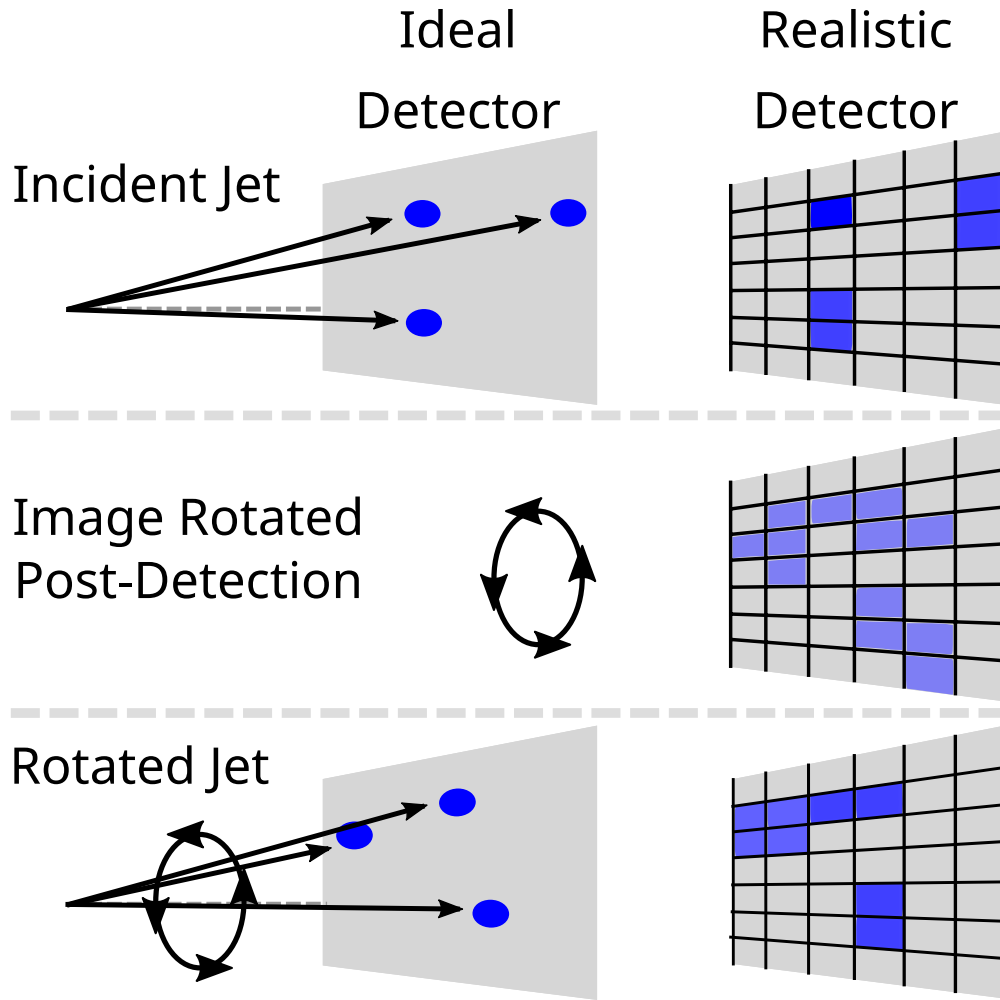 Ideal
Detector
Realistic
Detector
Incident Jet
Image Rotated
Post-Detection
Rotated Jet